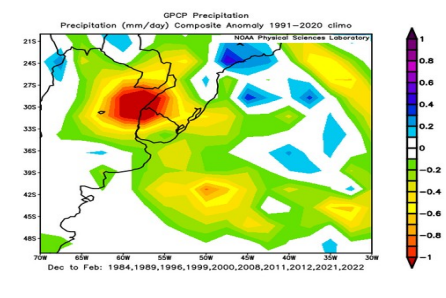 GPCP Precipitation
Precipitation (mm/day) Composite Anomaly 1991−2020 climo
NOAA Physical Sciences Laboratory
21S
24S
27S
30S
33S
36S
39S
42S
45S
48S
70W 65W 60W 55W 50W 45W 40W 35W 30W
Dec to Feb: 1984,1989,1996,1999,2000,2008,2011,2012,2021,2022
1
0.8
0.6
0.4
0.2
0
−0.2
−0.4
−0.6
−0.8
−1